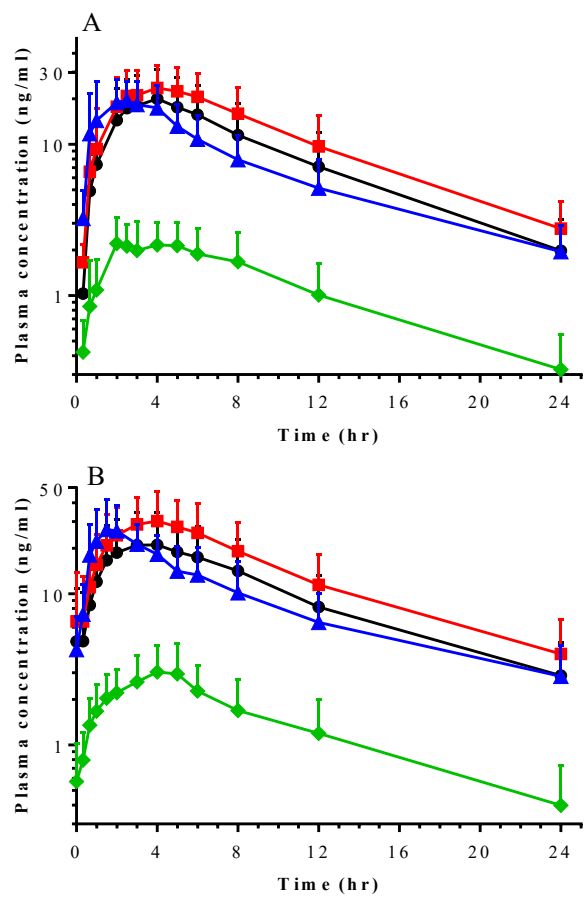 A
Plasma concentration (ng/ml)
30
10
1
0 4 8 12 16 20 24
Time (hr)
B
Plasma concentration (ng/ml)
50
10
1
0 4 8 12 16 20 24
Time (hr)